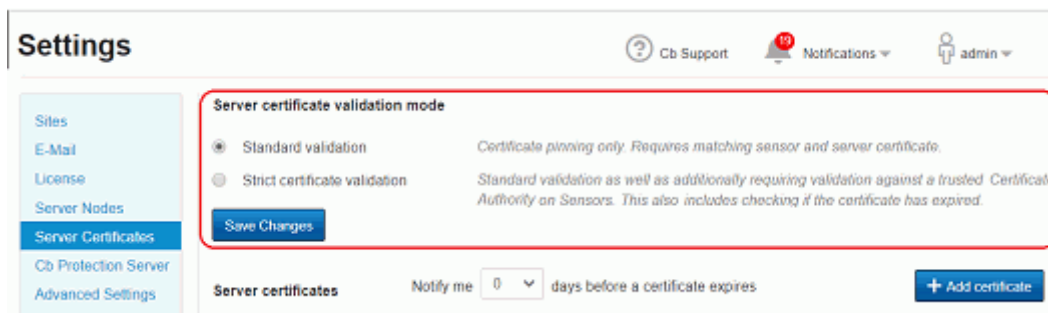 Settings
Cb Support
19
Notifications
admin
Sites
E-Mail
License
Server Nodes
Server Certificates
Cb Protection Server
Advanced Settings
Server certificate validation mode
Standard validation
Certificate pinning only. Requires matching sensor and server certificate.
Strict certificate validation
Standard validation as well as additionally requiring validation against a trusted Certificat
Authority on Sensors. This also includes checking if the certificate has expired.
Save Changes
Server certificates
Notify me 0 days before a certificate expires
+ Add certificate